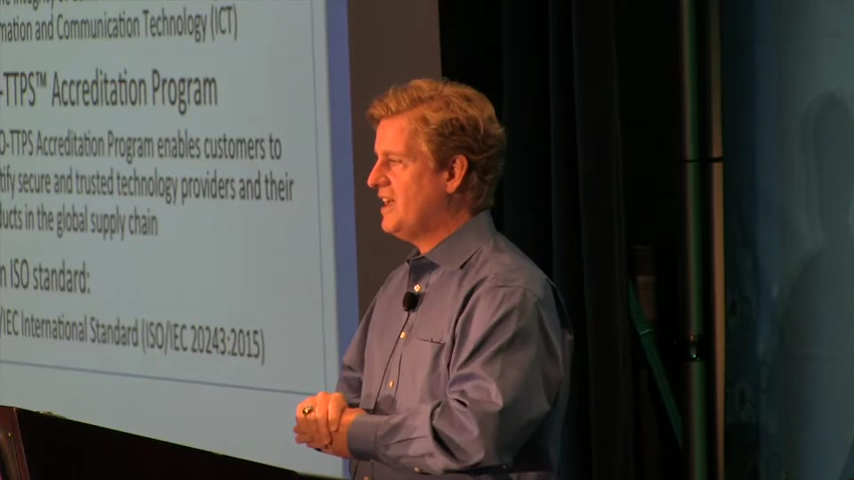 mation and Communication Technology (ICT)
-TTPS™ Accreditation Program
O-TTPS Accreditation Program enables customers to
tify secure and trusted technology providers and their
ducts in the global supply chain
n ISO standard.
/IEC International Standard (ISO/IEC 20243:2015)